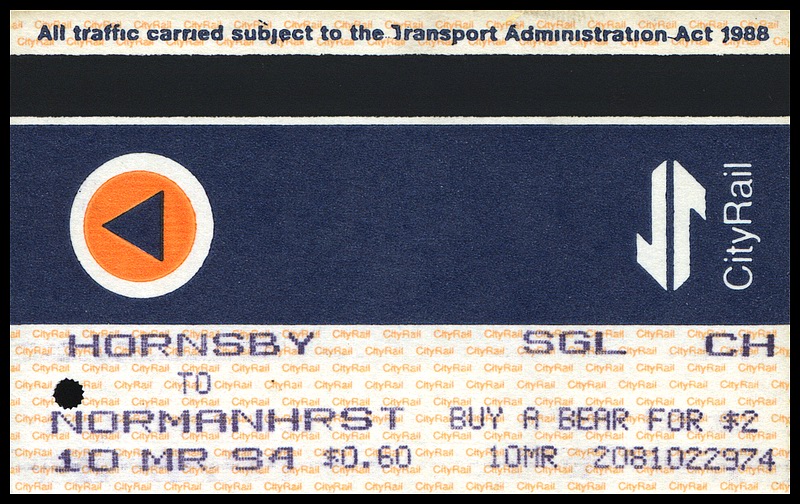 All traffic carried subject to the Transport Administration Act 1988
CityRail
HORNSBY SGL CH
TO
NORMANHRST BUY A BEAR FOR $2
10 MR 94 $0.60 10MR 2081022974